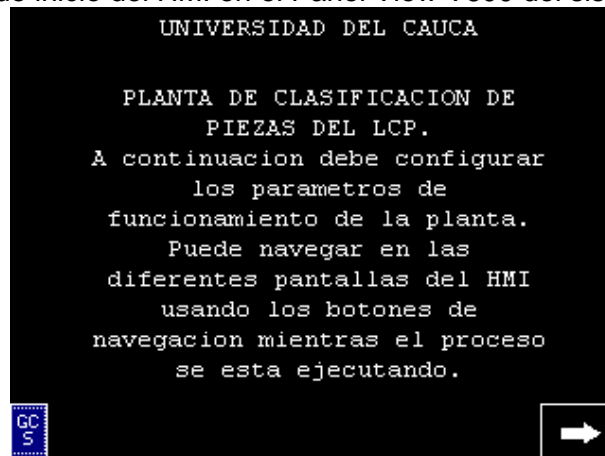 de inicio del HMI en el Panel View V550 del sis
UNIVERSIDAD DEL CAUCA
PLANTA DE CLASIFICACION DE
PIEZAS DEL LCP.
A continuacion debe configurar
los parametros de
funcionamiento de la planta.
Puede navegar en las
diferentes pantallas del HMI
usando los botones de
navegacion mientras el proceso
se esta ejecutando.
GC
S